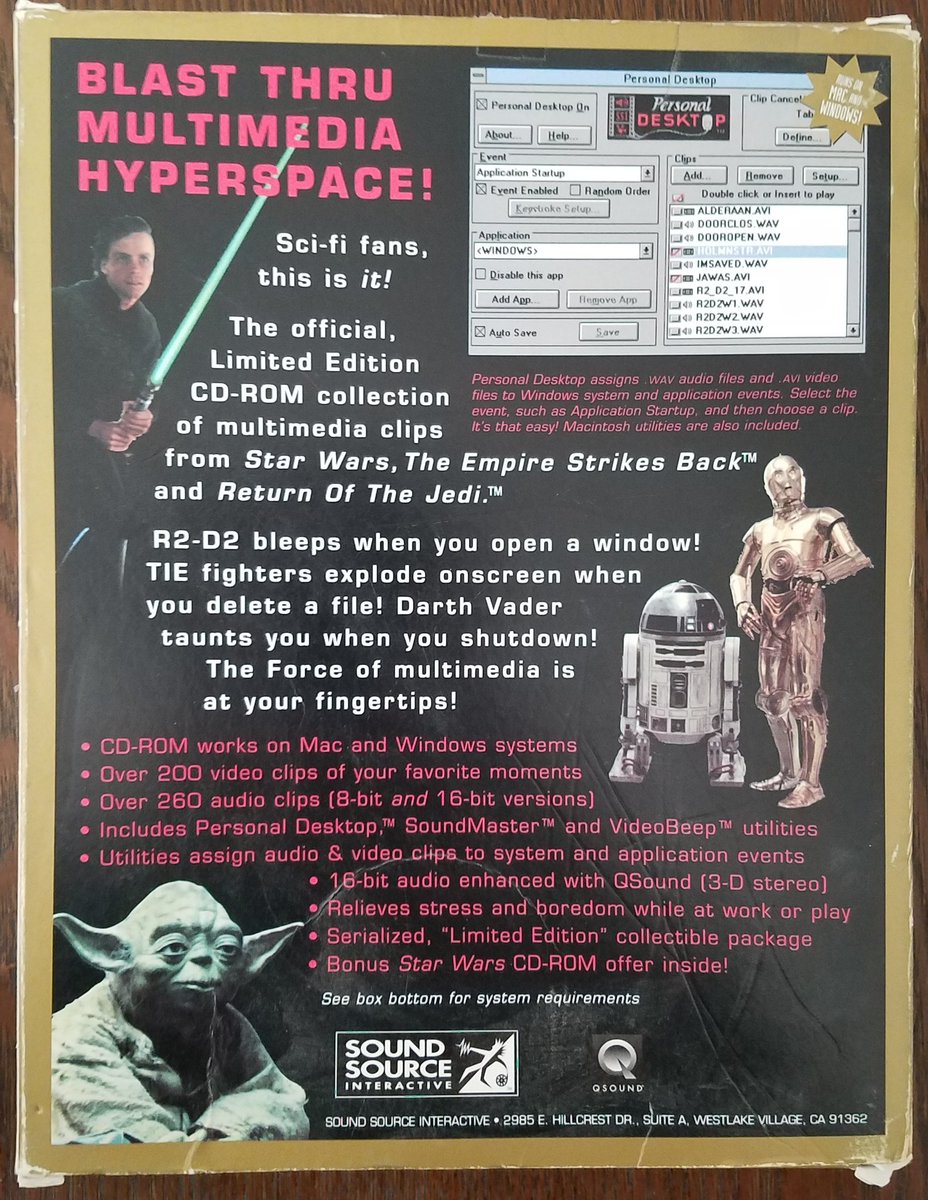 BLAST THRU
MULTIMEDIA
HYPERSPACE!
Sci-fi fans,
this is it!
The official,
Limited Edition
CD-ROM collection
of multimedia clips
from Star Wars, The Empire Strikes Back™
and Return Of The Jedi.™
R2-D2 bleeps when you open a window!
TIE fighters explode onscreen when
you delete a file! Darth Vader
taunts you when you shutdown!
The Force of multimedia is
at your fingertips!
Personal Desktop
RUNS ON
MAC AND
WINDOWS!
Personal Desktop On
About...
Help...
SSI
Personal
DESKTOP
Clip Cancel
Tab
Define...
Event
Application Startup
Event Enabled
Random Order
Keystroke Setup...
Application
<WINDOWS>
Disable this app
Add App...
Remove App
Auto Save
Save
Clips
Add...
Remove
Setup...
Double click or Insert to play
ALDERAAN.AVI
DOORCLOS.WAV
DOOROPEN.WAV
HOLMNSTR.AVI
IMSAVED.WAV
JAWAS.AVI
R2_D2_17.AVI
R2D2W1.WAV
R2D2W2.WAV
R2D2W3.WAV
Personal Desktop assigns .WAV audio files and .AVI video
files to Windows system and application events. Select the
event, such as Application Startup, and then choose a clip.
It's that easy! Macintosh utilities are also included.
• CD-ROM works on Mac and Windows systems
• Over 200 video clips of your favorite moments
• Over 260 audio clips (8-bit and 16-bit versions)
• Includes Personal Desktop,™ SoundMaster™ and VideoBeep™ utilities
• Utilities assign audio & video clips to system and application events
• 16-bit audio enhanced with QSound (3-D stereo)
• Relieves stress and boredom while at work or play
• Serialized, "Limited Edition" collectible package
• Bonus Star Wars CD-ROM offer inside!
See box bottom for system requirements
SOUND
SOURCE
INTERACTIVE
QSOUND
SOUND SOURCE INTERACTIVE • 2985 E. HILLCREST DR., SUITE A, WESTLAKE VILLAGE, CA 91362